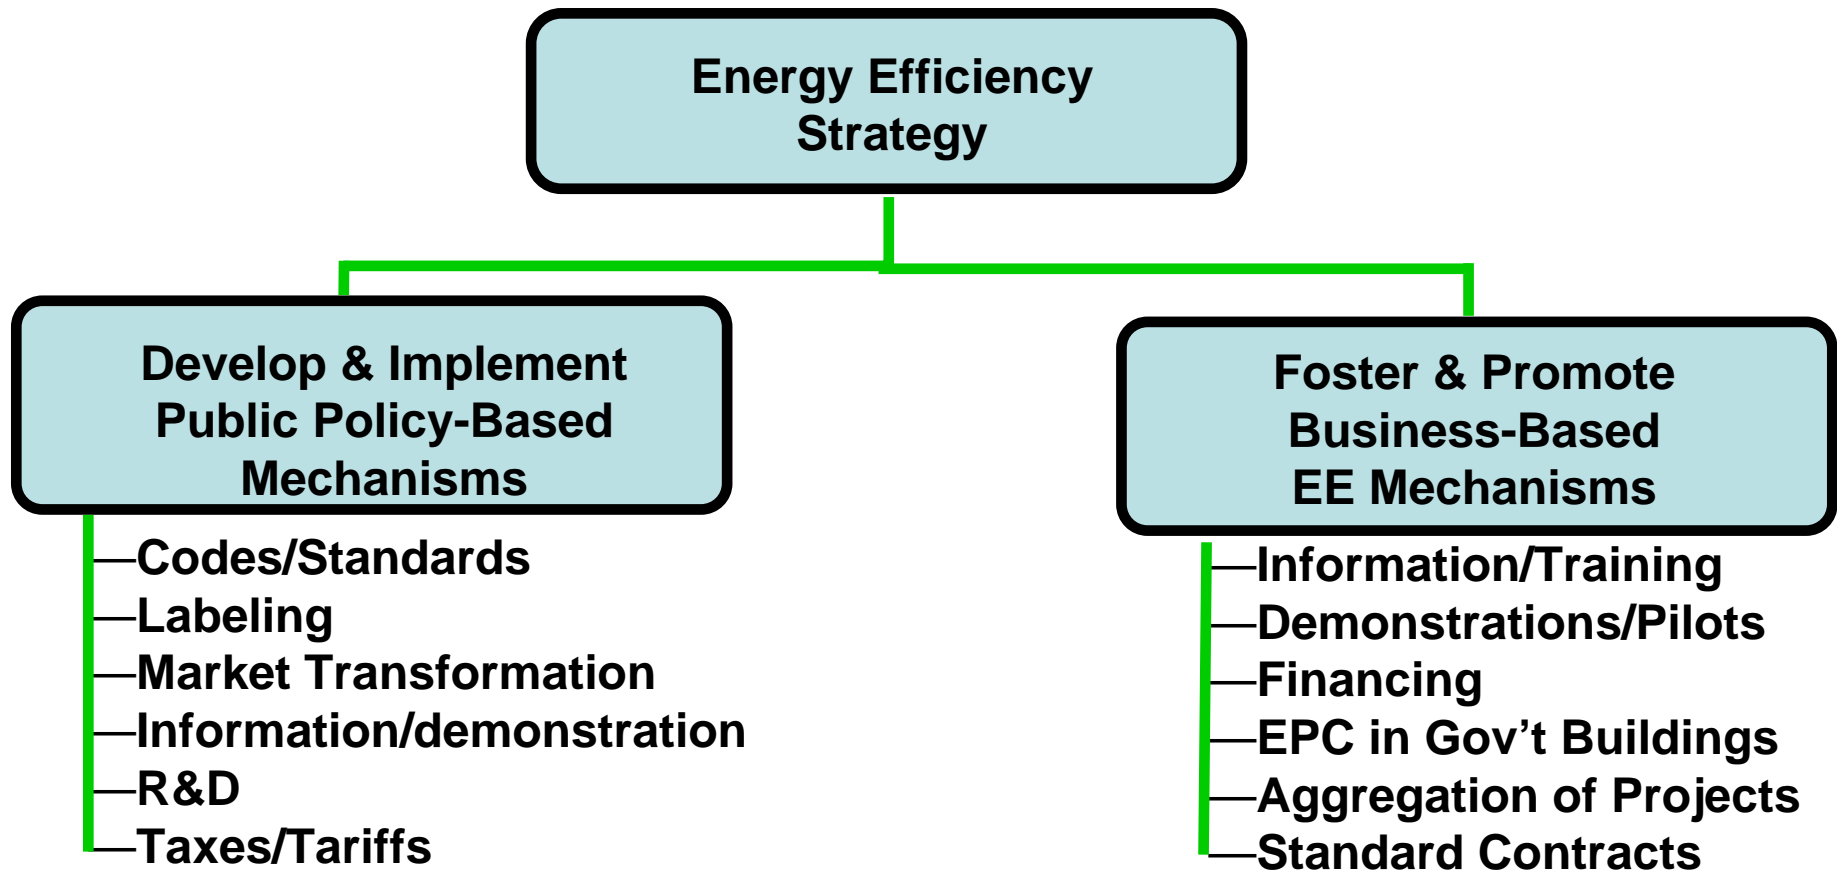 Energy Efficiency
Strategy
Develop & Implement
Public Policy-Based
Mechanisms
—Codes/Standards
—Labeling
—Market Transformation
—Information/demonstration
—R&D
—Taxes/Tariffs
Foster & Promote
Business-Based
EE Mechanisms
—Information/Training
—Demonstrations/Pilots
—Financing
—EPC in Gov’t Buildings
—Aggregation of Projects
—Standard Contracts